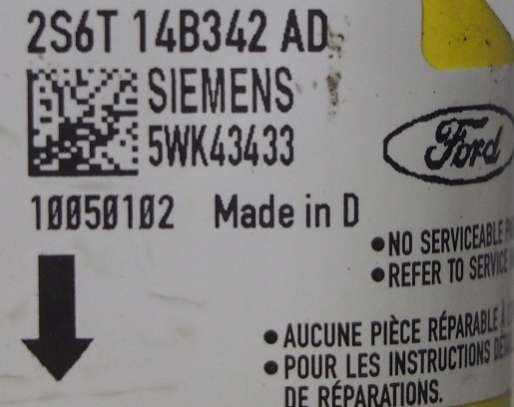 2S6T 14B342 AD
SIEMENS
5WK43433
Ford
10050102 Made in D
•NO SERVICEABLE
•REFER TO SERVICE
•AUCUNE PIÈCE RÉPARABLE À
•POUR LES INSTRUCTIONS
DE RÉPARATIONS.